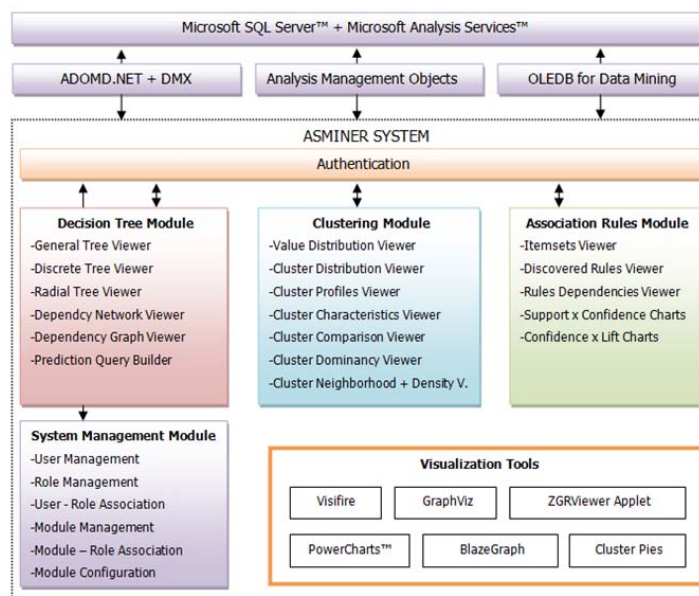 Microsoft SQL Server™ + Microsoft Analysis Services™
ADOMD.NET + DMX
Analysis Management Objects
OLEDB for Data Mining
ASMINER SYSTEM
Authentication
Decision Tree Module
-General Tree Viewer
-Discrete Tree Viewer
-Radial Tree Viewer
-Dependcy Network Viewer
-Dependency Graph Viewer
-Prediction Query Builder
Clustering Module
-Value Distribution Viewer
-Cluster Distribution Viewer
-Cluster Profiles Viewer
-Cluster Characteristics Viewer
-Cluster Comparison Viewer
-Cluster Dominancy Viewer
-Cluster Neighborhood + Density V.
Association Rules Module
-Itemsets Viewer
-Discovered Rules Viewer
-Rules Dependencies Viewer
-Support x Confidence Charts
-Confidence x Lift Charts
System Management Module
-User Management
-Role Management
-User - Role Association
-Module Management
-Module – Role Association
-Module Configuration
Visualization Tools
Visifire
GraphViz
ZGRViewer Applet
PowerCharts™
BlazeGraph
Cluster Pies